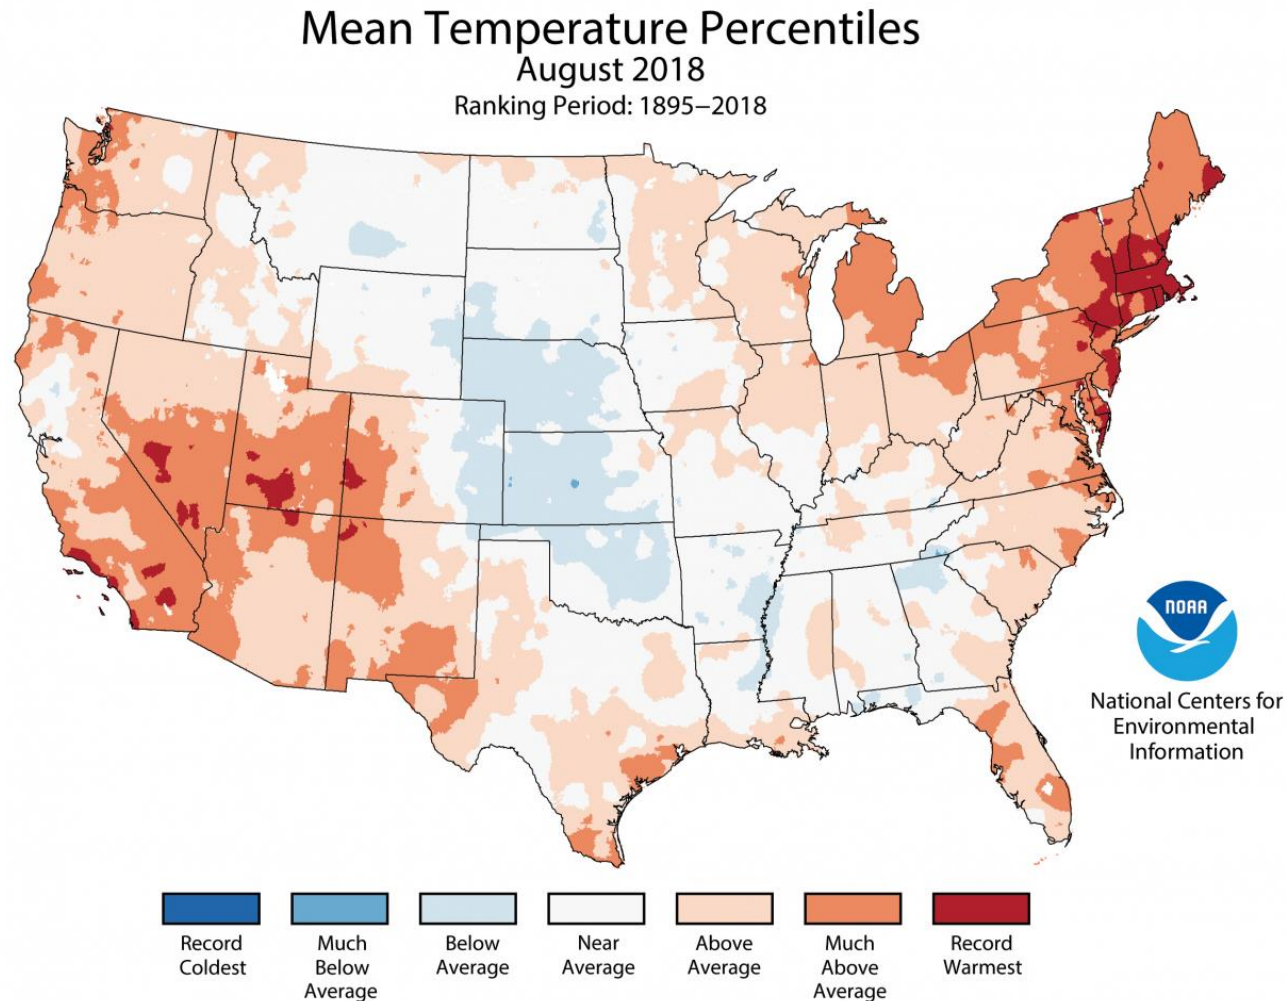 Mean Temperature Percentiles
August 2018
Ranking Period: 1895–2018
NOAA
National Centers for
Environmental
Information
Record
Coldest
Much
Below
Average
Below
Average
Near
Average
Above
Average
Much
Above
Average
Record
Warmest